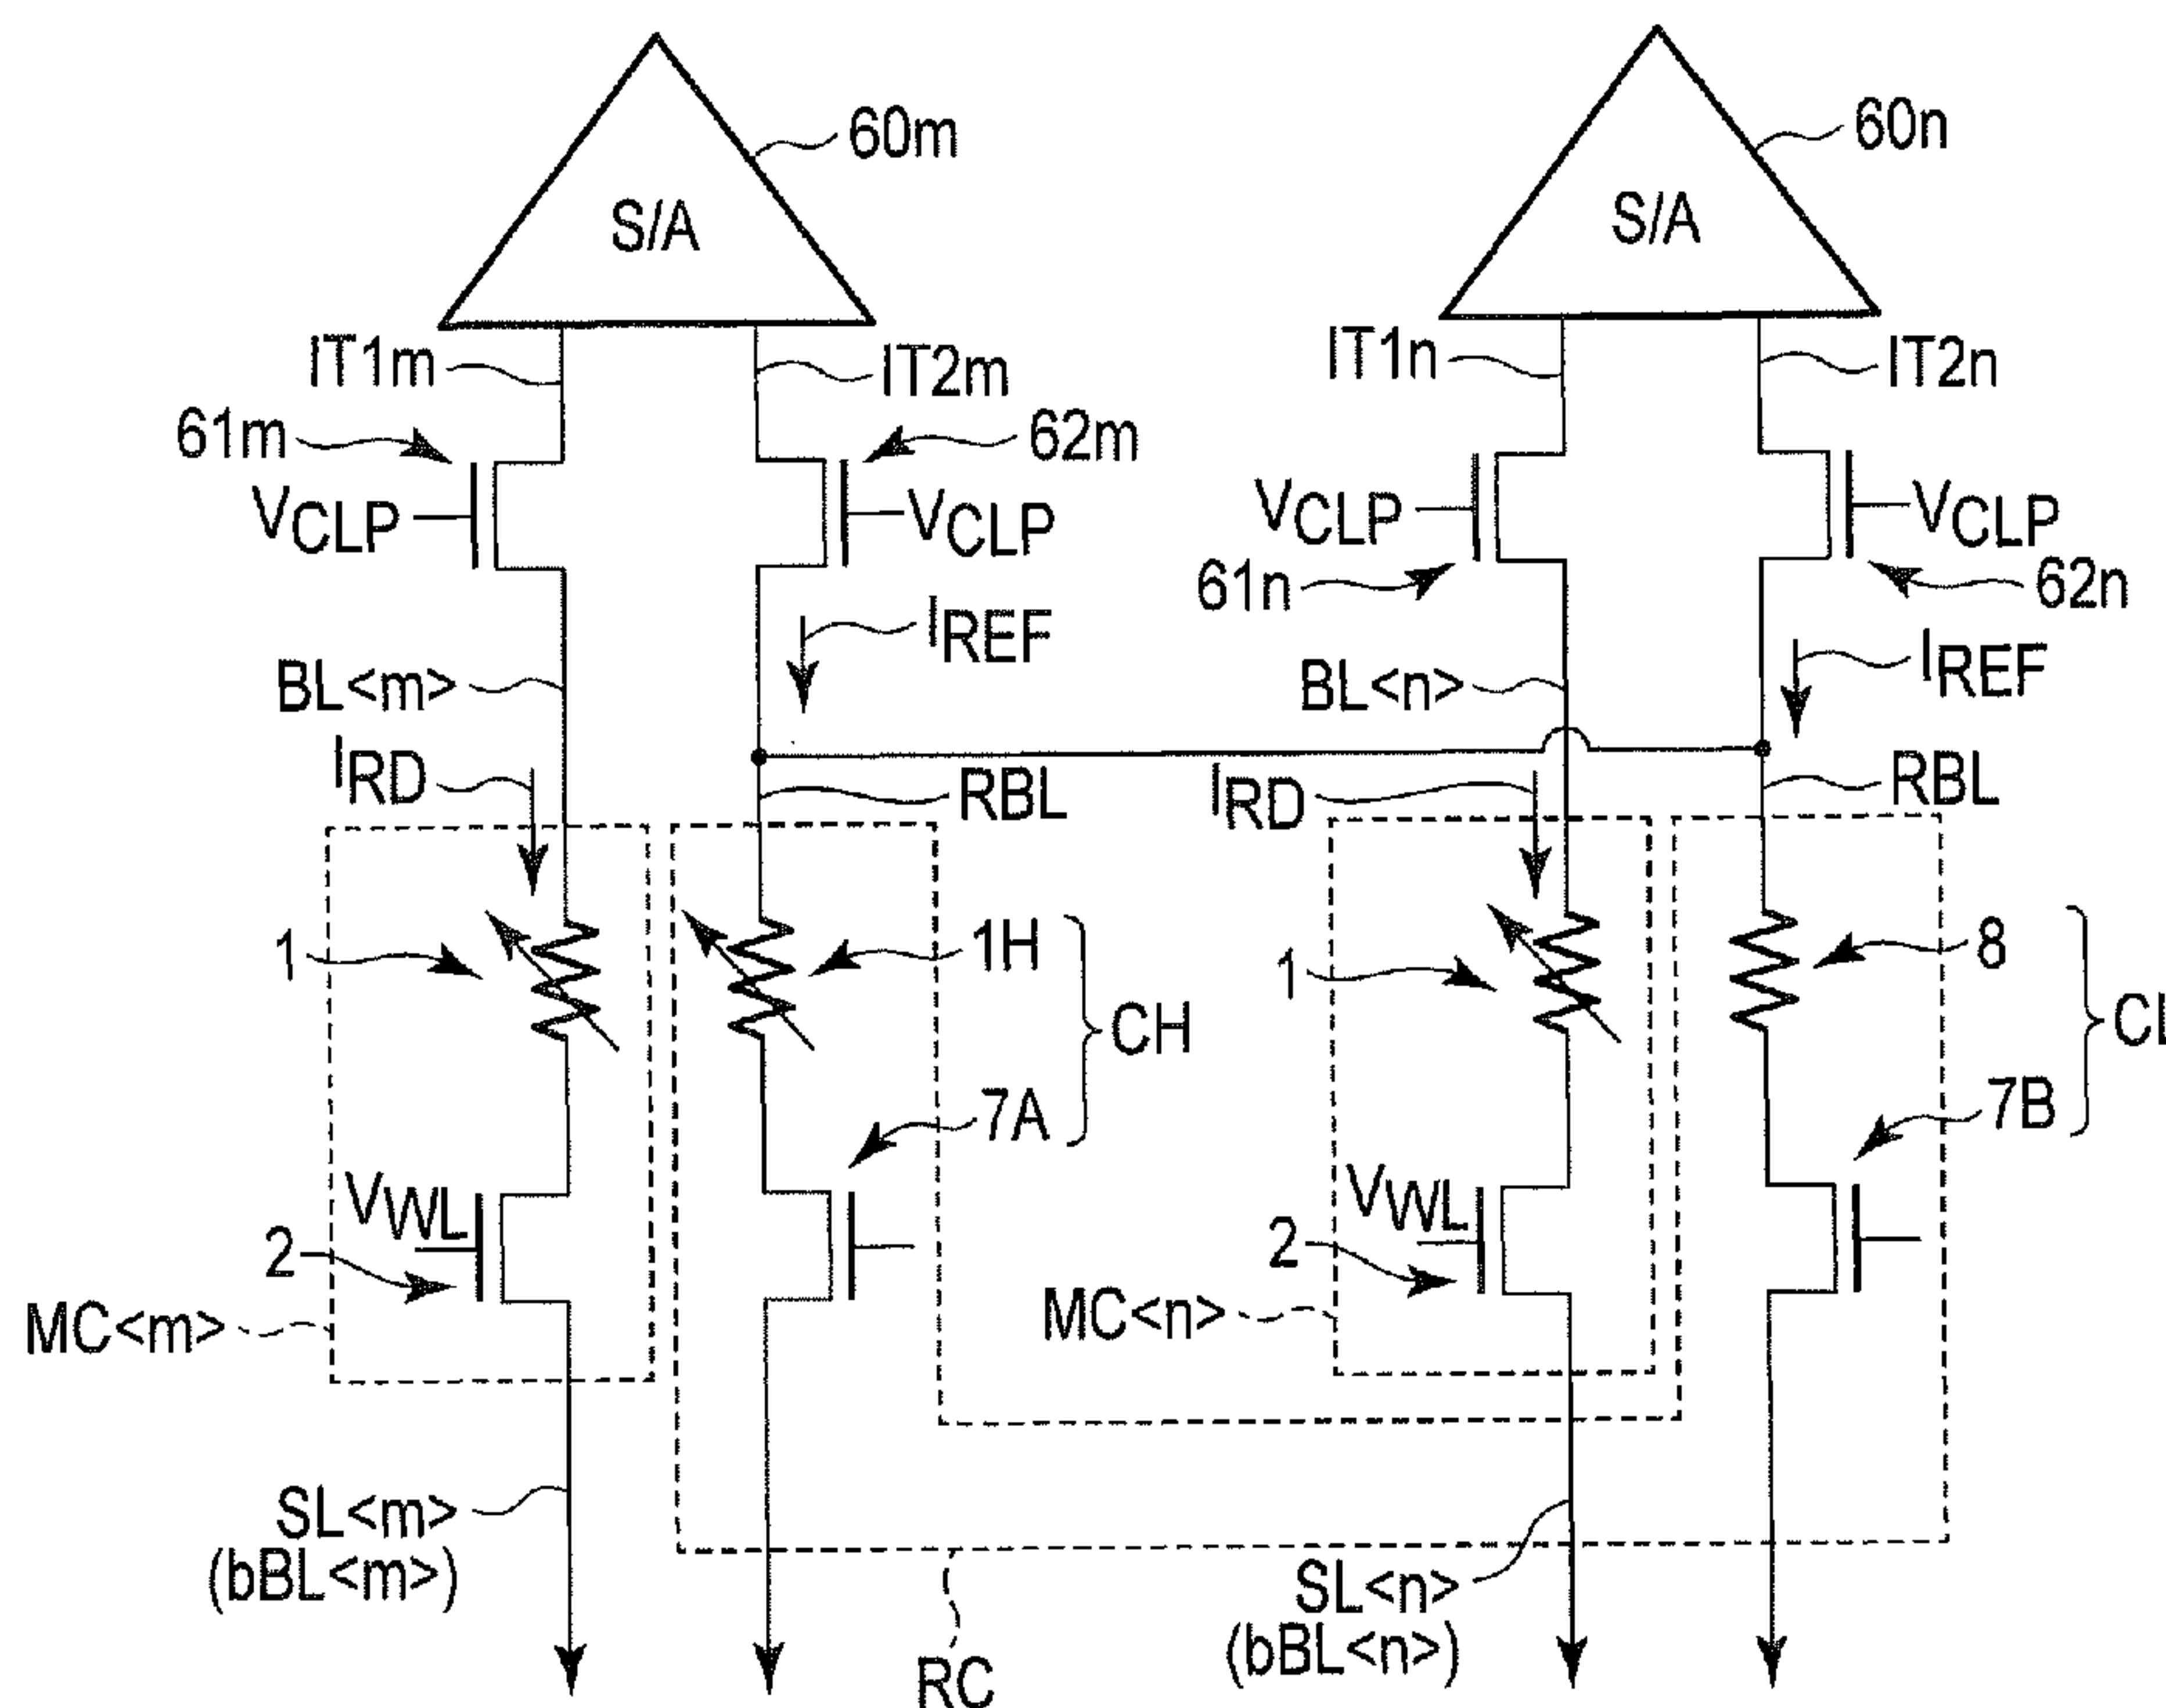 60m
60n
S/A
S/A
IT1m
IT2m
IT1n
IT2n
61m
62m
VCLP
VCLP
VCLP
VCLP
61n
62n
IREF
IREF
BL<m>
BL<n>
IRD
RBL
IRD
RBL
1
1H
1
8
CH
7A
7B
VWL
VWL
2
2
MC<m>
MC<n>
SL<m>
(bBL<m>)
SL<n>
(bBL<n>)
RC